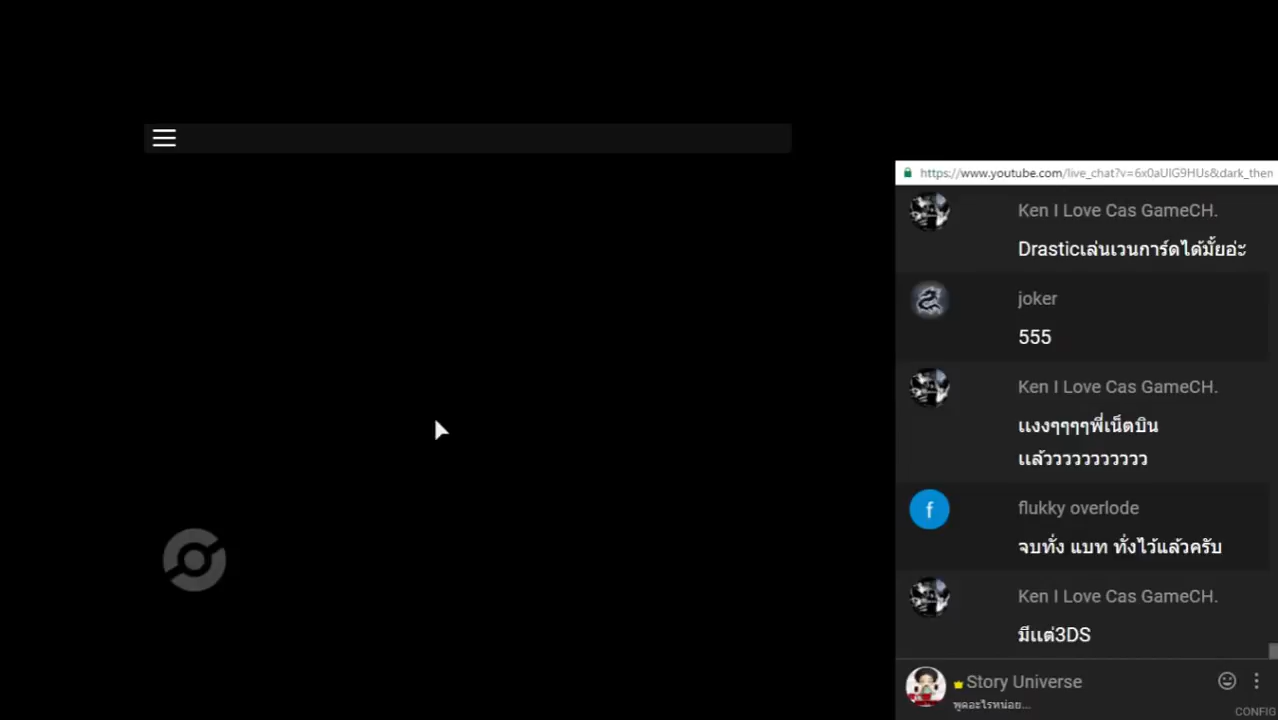 https://www.youtube.com/live_chat?v=6x0aUIG9HUs&dark_then
Ken I Love Cas GameCH.
Drasticเล่นเวนการ์ดได้มั้ยอ่ะ
joker
555
Ken I Love Cas GameCH.
แงงๆๆๆๆพี่เน็ตบิน
แล้ววววววววววว
f
flukky overlode
จบทั่ง แบท ทั่งไว้แล้วครับ
Ken I Love Cas GameCH.
มีแต่3DS
Story Universe
พูดอะไรหน่อย...
CONFIG